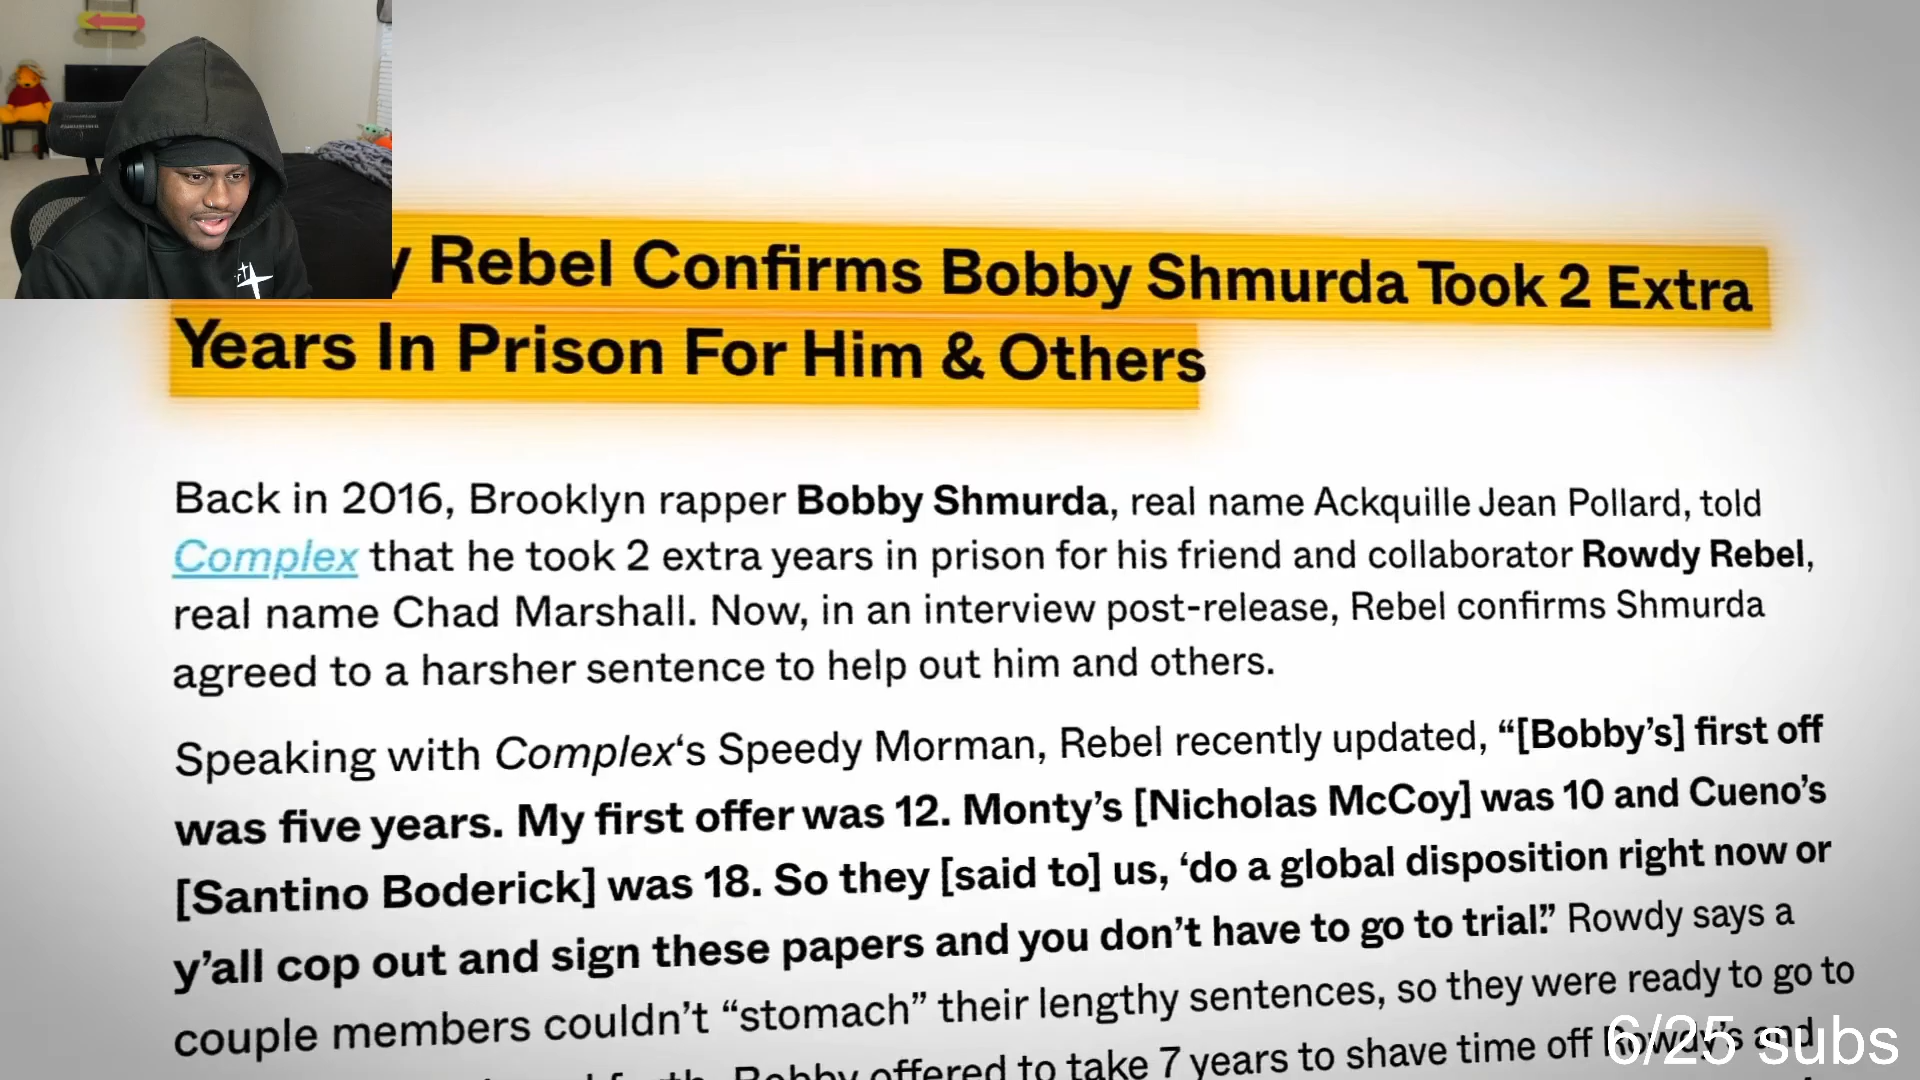 y Rebel Confirms Bobby Shmurda Took 2 Extra
Years In Prison For Him & Others
Back in 2016, Brooklyn rapper Bobby Shmurda, real name Ackquille Jean Pollard, told
Complex that he took 2 extra years in prison for his friend and collaborator Rowdy Rebel,
real name Chad Marshall. Now, in an interview post-release, Rebel confirms Shmurda
agreed to a harsher sentence to help out him and others.
Speaking with Complex‘s Speedy Morman, Rebel recently updated, “[Bobby’s] first off
was five years. My first offer was 12. Monty’s [Nicholas McCoy] was 10 and Cueno’s
[Santino Boderick] was 18. So they [said to] us, ‘do a global disposition right now or
y’all cop out and sign these papers and you don’t have to go to trial.” Rowdy says a
couple members couldn’t “stomach” their lengthy sentences, so they were ready to go to
Bobby offered to take 7 years to shave time off Rowdy’s and
6/25 subs